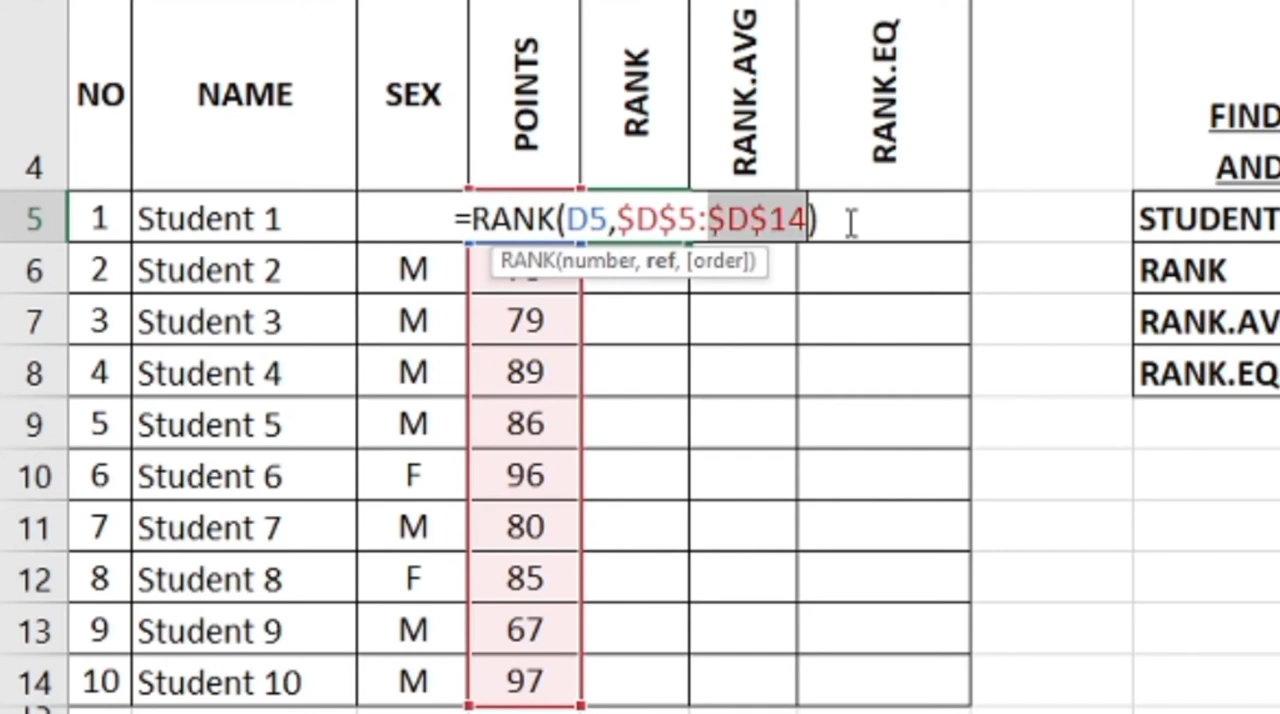 NO NAME SEX POINTS RANK RANK.AVG RANK.EQ
FIND
4 AND
5 1 Student 1 =RANK(D5,$D$5:$D$14) STUDENT
RANK(number, ref, [order])
6 2 Student 2 M RANK
7 3 Student 3 M 79 RANK.AV
8 4 Student 4 M 89 RANK.EQ
9 5 Student 5 M 86
10 6 Student 6 F 96
11 7 Student 7 M 80
12 8 Student 8 F 85
13 9 Student 9 M 67
14 10 Student 10 M 97